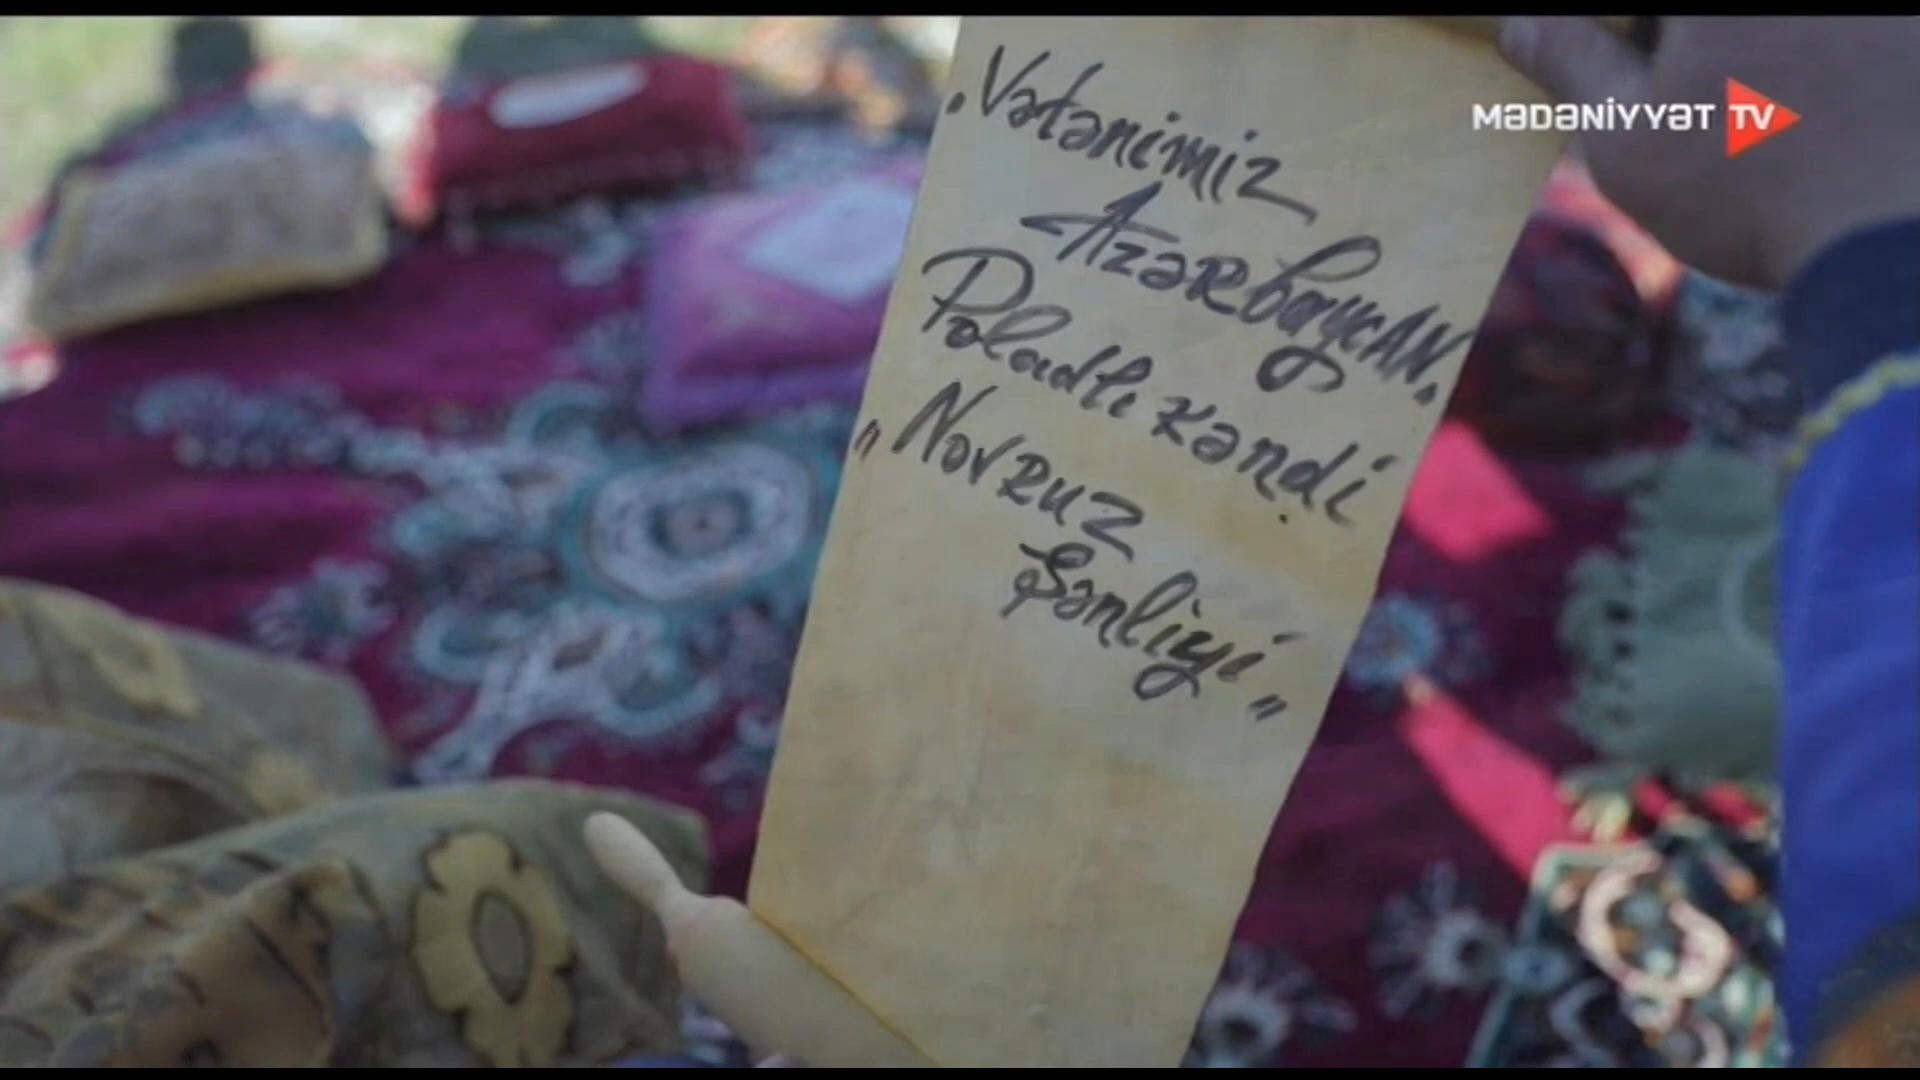 „Vətənimiz
Azərbaycan.
Poladlı kəndi
"Novruz
Şənliyi"
MƏDƏNİYYƏT TV